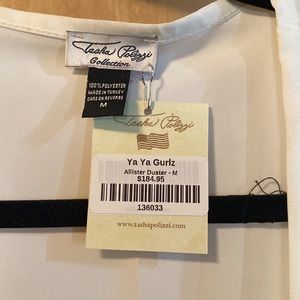 Tasha Polizzi
Collection
100% POLYESTER
MADE IN TURKEY
CARE ON REVERSE
M
Tasha Polizzi
Ya Ya Gurlz
Allister Duster - M
$184.95
136033
www.tashapolizzi.com